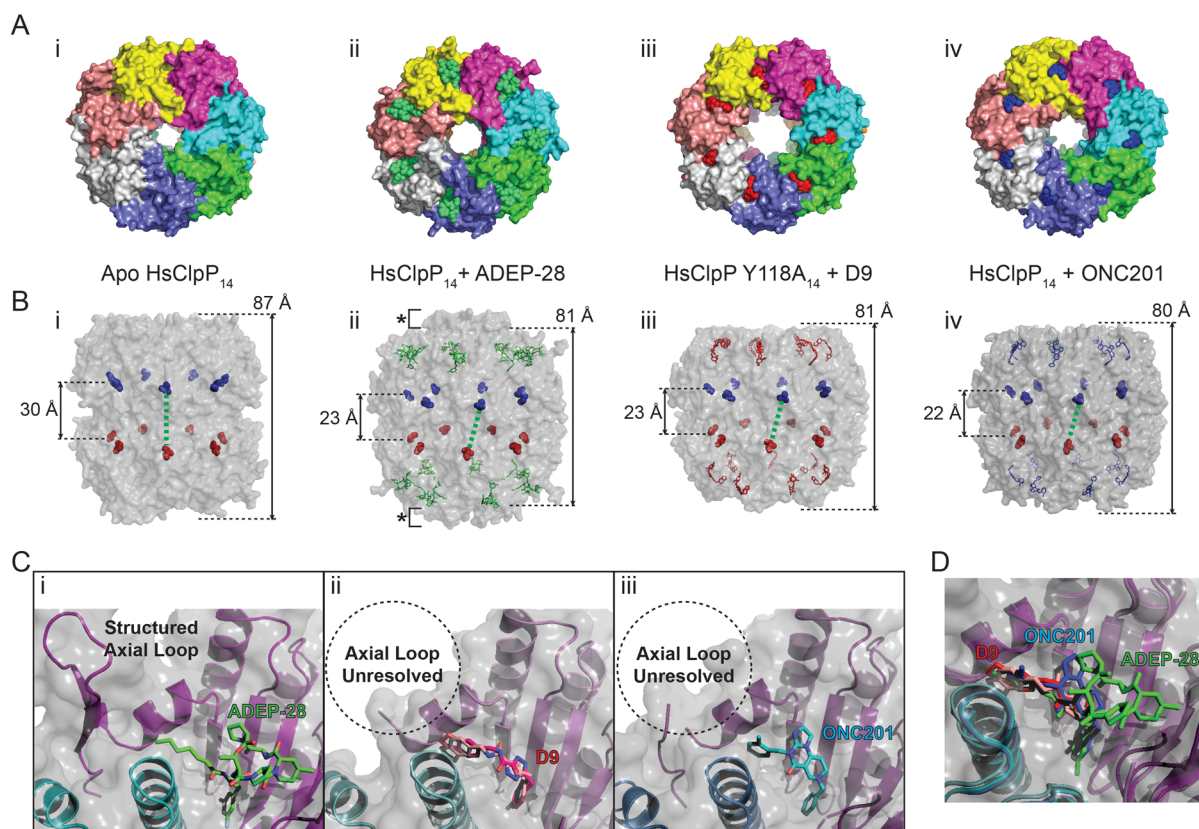 A
i
ii
iii
iv
Apo HsClpP14
HsClpP14 + ADEP-28
HsClpP Y118A14 + D9
HsClpP14 + ONC201
B
i
87 Å
30 Å
ii
*
81 Å
23 Å
*
iii
81 Å
23 Å
iv
80 Å
22 Å
C
i
Structured
Axial Loop
ADEP-28
ii
Axial Loop
Unresolved
D9
iii
Axial Loop
Unresolved
ONC201
D
ONC201
D9
ADEP-28